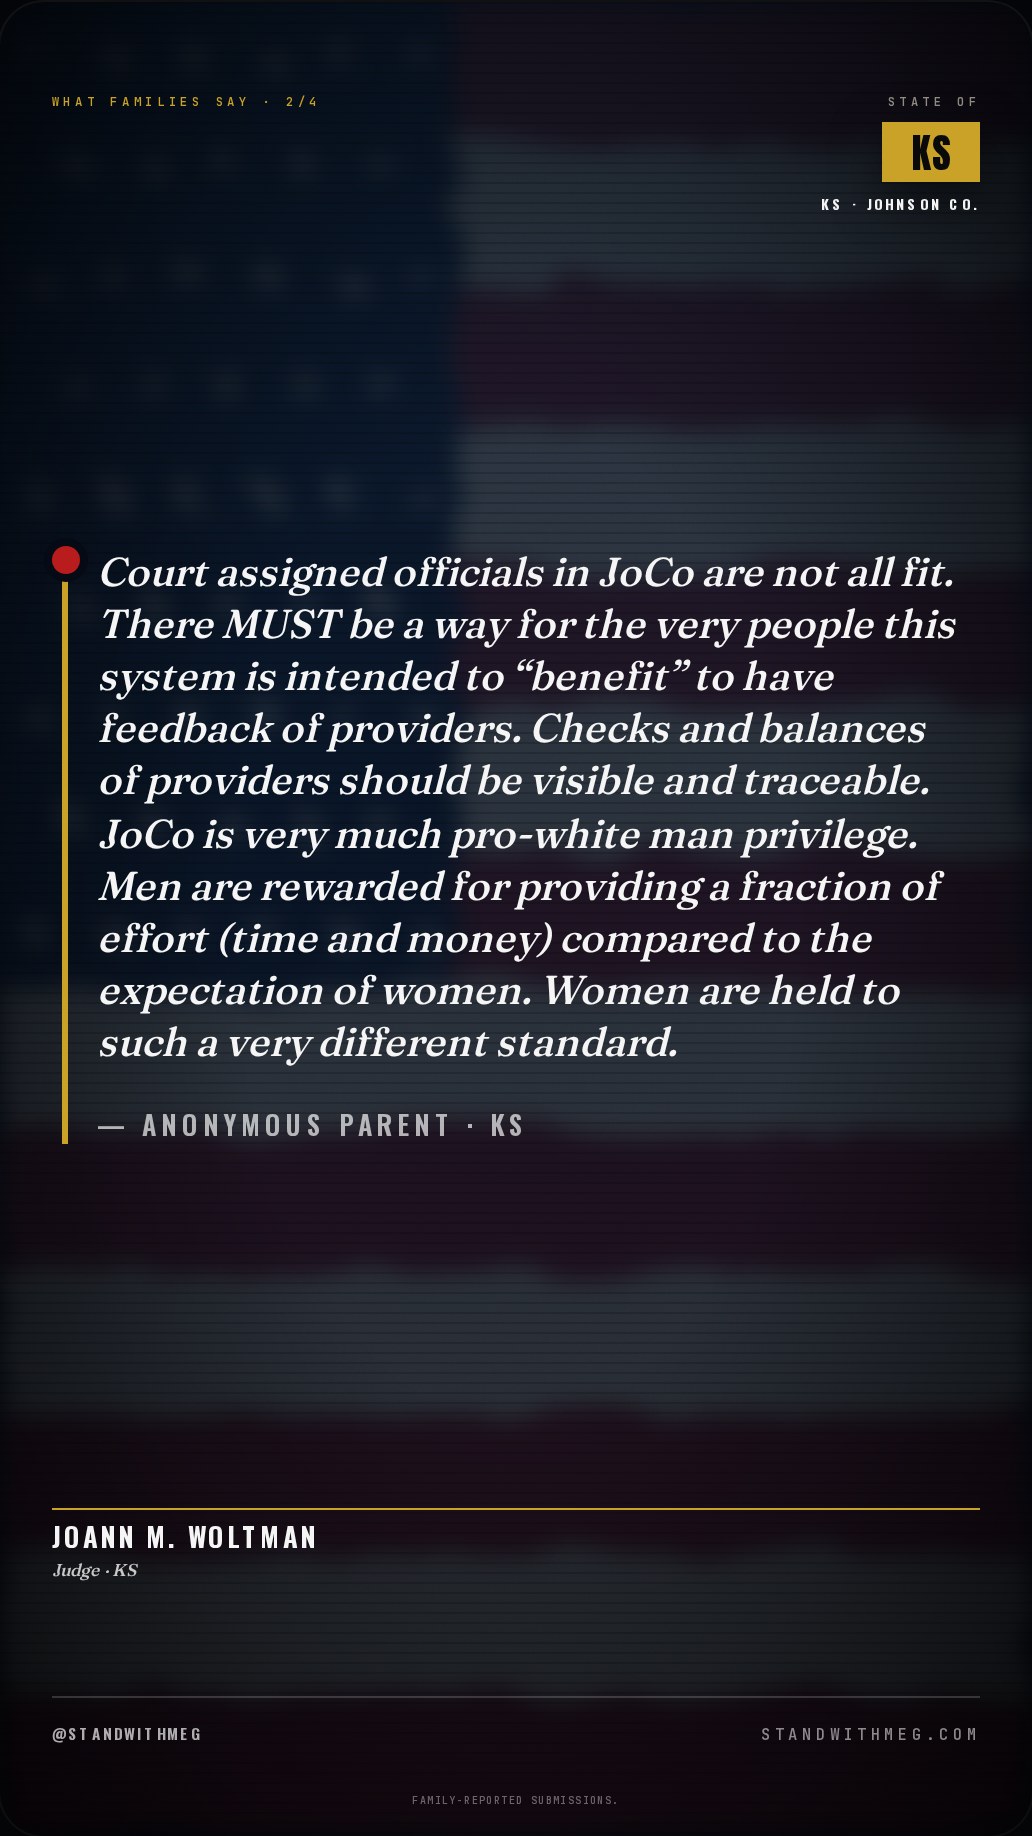 WHAT FAMILIES SAY · 2/4
STATE OF
KS
KS · JOHNSON CO.
Court assigned officials in JoCo are not all fit.
There MUST be a way for the very people this
system is intended to “benefit” to have
feedback of providers. Checks and balances
of providers should be visible and traceable.
JoCo is very much pro-white man privilege.
Men are rewarded for providing a fraction of
effort (time and money) compared to the
expectation of women. Women are held to
such a very different standard.
— ANONYMOUS PARENT · KS
JOANN M. WOLTMAN
Judge · KS
@STANDWITHMEG
STANDWITHMEG.COM
FAMILY-REPORTED SUBMISSIONS.